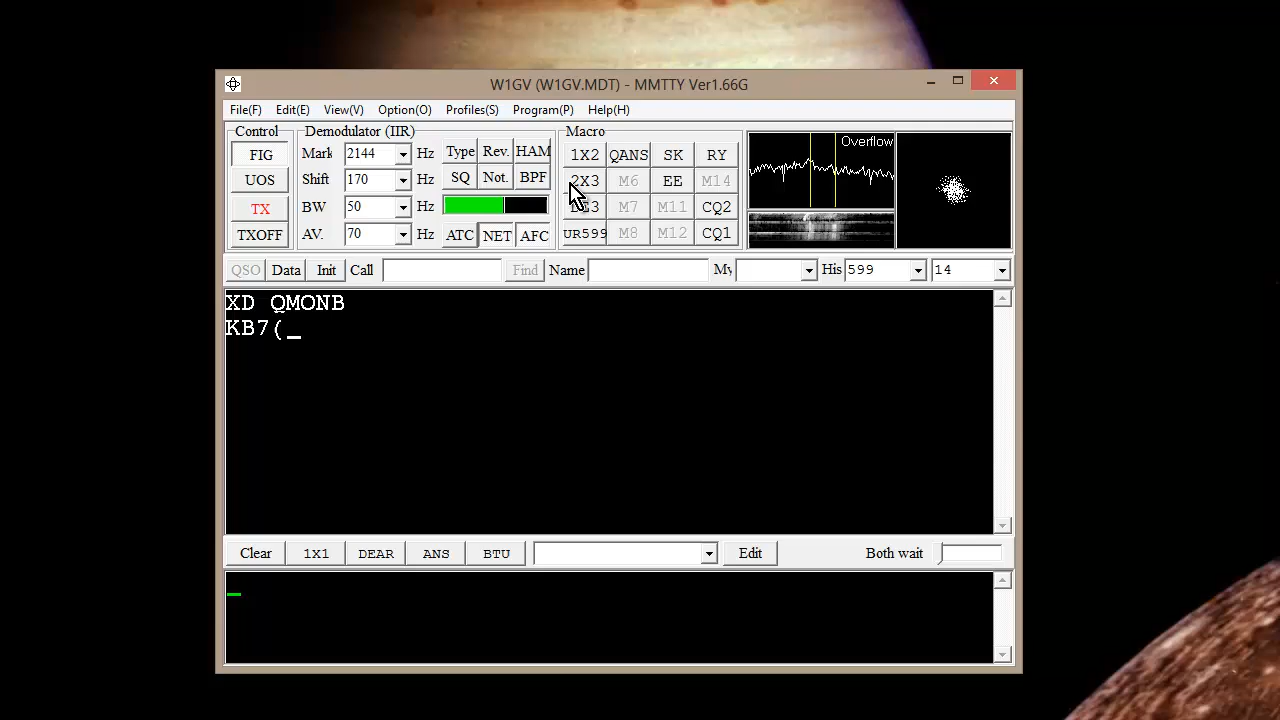 W1GV (W1GV.MDT) - MMTTY Ver1.66G
File(F) Edit(E) View(V) Option(O) Profiles(S) Program(P) Help(H)
Control Demodulator (IIR) Macro
FIG Mark 2144 Hz Type Rev. HAM 1X2 QANS SK RY Overflow
UOS Shift 170 Hz SQ Not. BPF 2X3 M6 EE M14
TX BW 50 Hz M7 M11 CQ2
TXOFF AV. 70 Hz ATC NET AFC UR599 M8 M12 CQ1
QSO Data Init Call Find Name My His 599 14
XD QMONB
KB7(_
Clear 1X1 DEAR ANS BTU Edit Both wait